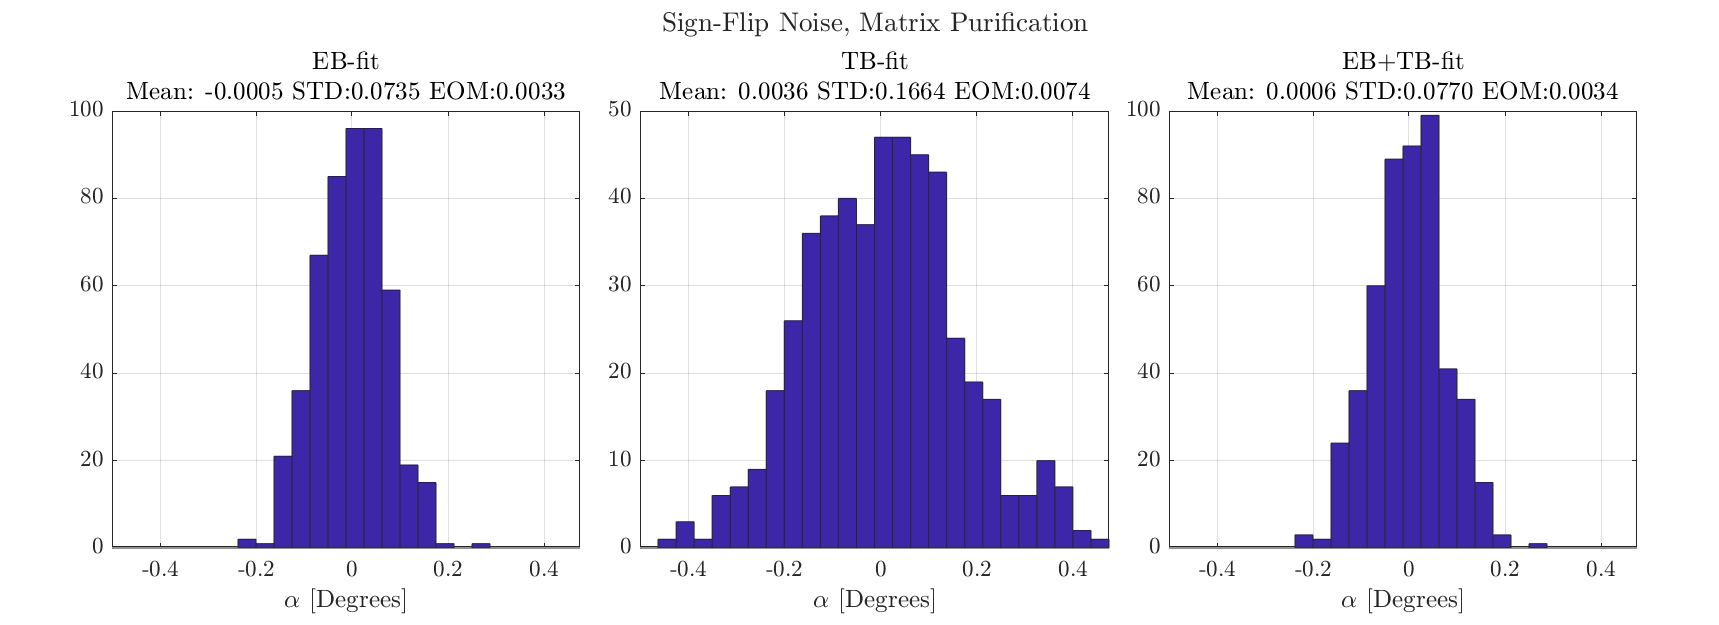 Sign-Flip Noise, Matrix Purification
EB-fit
Mean: -0.0005 STD:0.0735 EOM:0.0033
100
80
60
40
20
0
-0.4 -0.2 0 0.2 0.4
α [Degrees]
TB-fit
Mean: 0.0036 STD:0.1664 EOM:0.0074
50
40
30
20
10
0
-0.4 -0.2 0 0.2 0.4
α [Degrees]
EB+TB-fit
Mean: 0.0006 STD:0.0770 EOM:0.0034
100
80
60
40
20
0
-0.4 -0.2 0 0.2 0.4
α [Degrees]